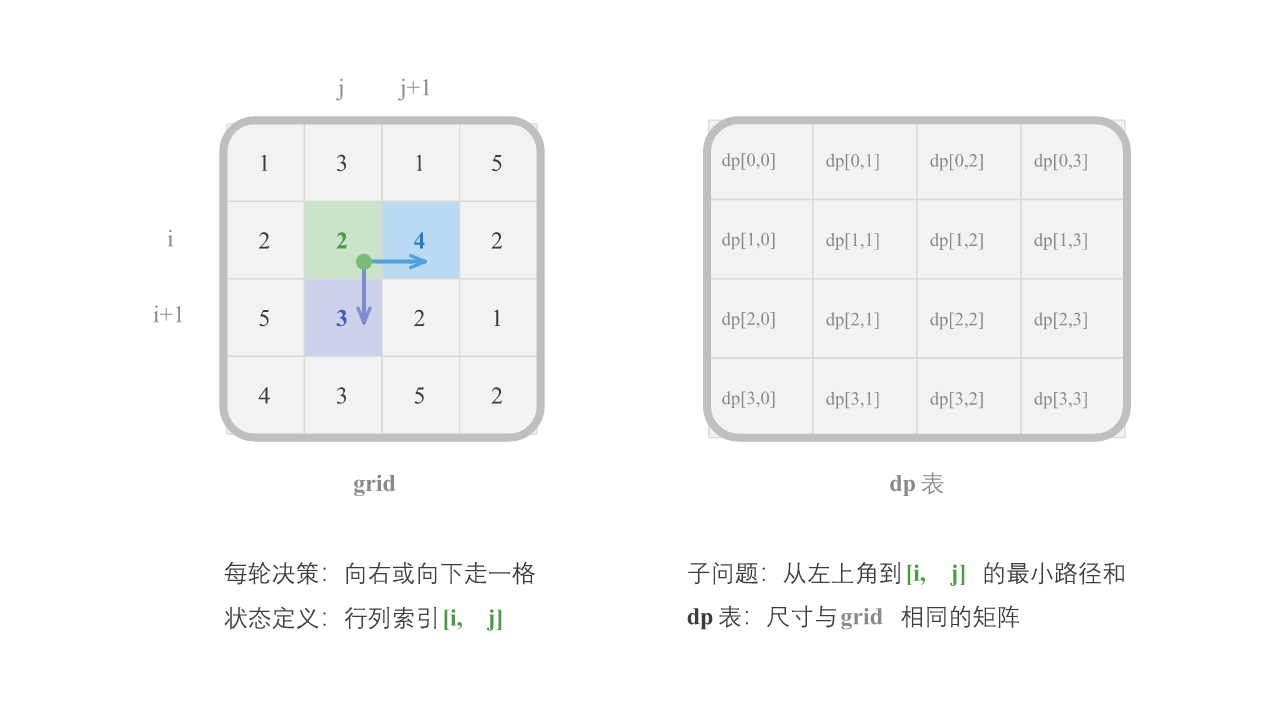 j j+1
1 3 1 5
i 2 2 4 2
i+1 5 3 2 1
4 3 5 2
grid
dp[0,0] dp[0,1] dp[0,2] dp[0,3]
dp[1,0] dp[1,1] dp[1,2] dp[1,3]
dp[2,0] dp[2,1] dp[2,2] dp[2,3]
dp[3,0] dp[3,1] dp[3,2] dp[3,3]
dp 表
每轮决策：向右或向下走一格
状态定义：行列索引[i, j]
子问题：从左上角到[i, j] 的最小路径和
dp 表：尺寸与grid 相同的矩阵